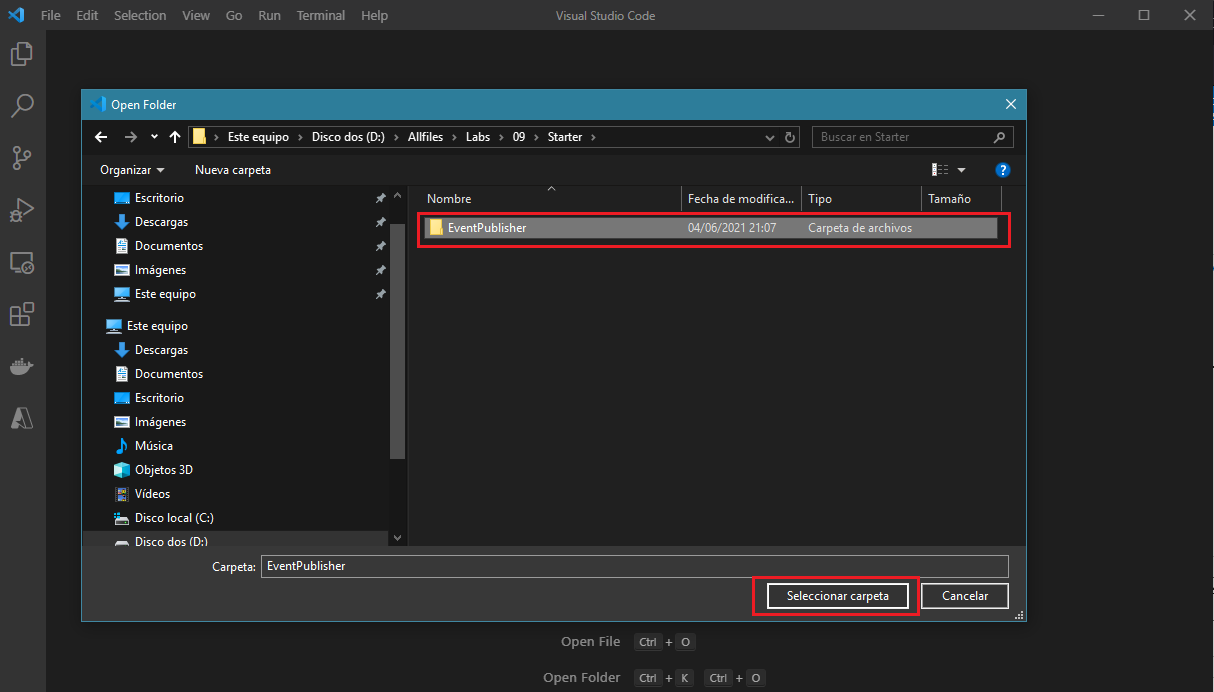 File Edit Selection View Go Run Terminal Help Visual Studio Code
Open Folder
Este equipo Disco dos (D:) Allfiles Labs 09 Starter Buscar en Starter
Organizar Nueva carpeta ?
Nombre Fecha de modifica... Tipo Tamaño
EventPublisher 04/06/2021 21:07 Carpeta de archivos
Escritorio
Descargas
Documentos
Imágenes
Este equipo
Este equipo
Descargas
Documentos
Escritorio
Imágenes
Música
Objetos 3D
Vídeos
Disco local (C:)
Disco dos (D:)
Carpeta: EventPublisher
Seleccionar carpeta Cancelar
Open File Ctrl + O
Open Folder Ctrl + K Ctrl + O